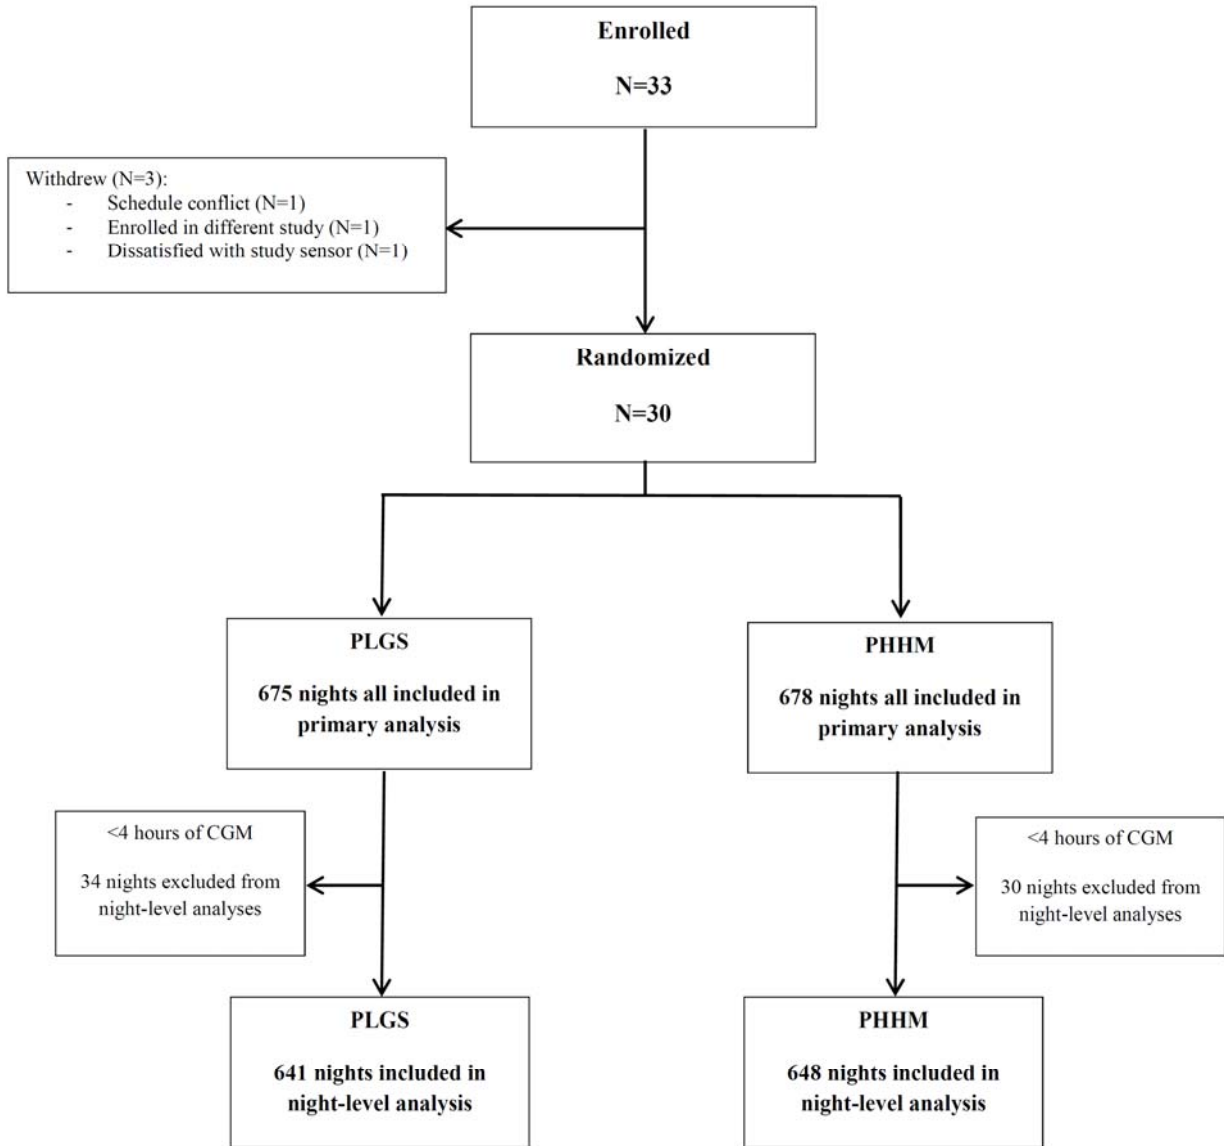 Enrolled
N=33
Withdrew (N=3):
- Schedule conflict (N=1)
- Enrolled in different study (N=1)
- Dissatisfied with study sensor (N=1)
Randomized
N=30
PLGS
675 nights all included in
primary analysis
PHHM
678 nights all included in
primary analysis
<4 hours of CGM
34 nights excluded from
night-level analyses
<4 hours of CGM
30 nights excluded from
night-level analyses
PLGS
641 nights included in
night-level analysis
PHHM
648 nights included in
night-level analysis